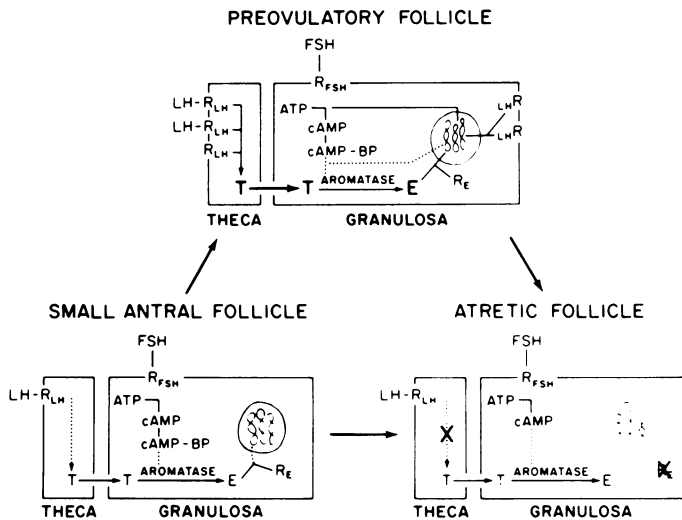 PREOVULATORY FOLLICLE
FSH
RFSH
LH-RLH
LH-RLH
RLH
T
ATP
cAMP
cAMP-BP
T AROMATASE E
RE
LHR
LHR
THECA GRANULOSA
SMALL ANTRAL FOLLICLE
FSH
RFSH
LH-RLH
T
ATP
cAMP
cAMP-BP
T AROMATASE E
RE
THECA GRANULOSA
ATRETIC FOLLICLE
FSH
RFSH
LH-RLH
X
T
ATP
cAMP
T AROMATASE E
THECA GRANULOSA